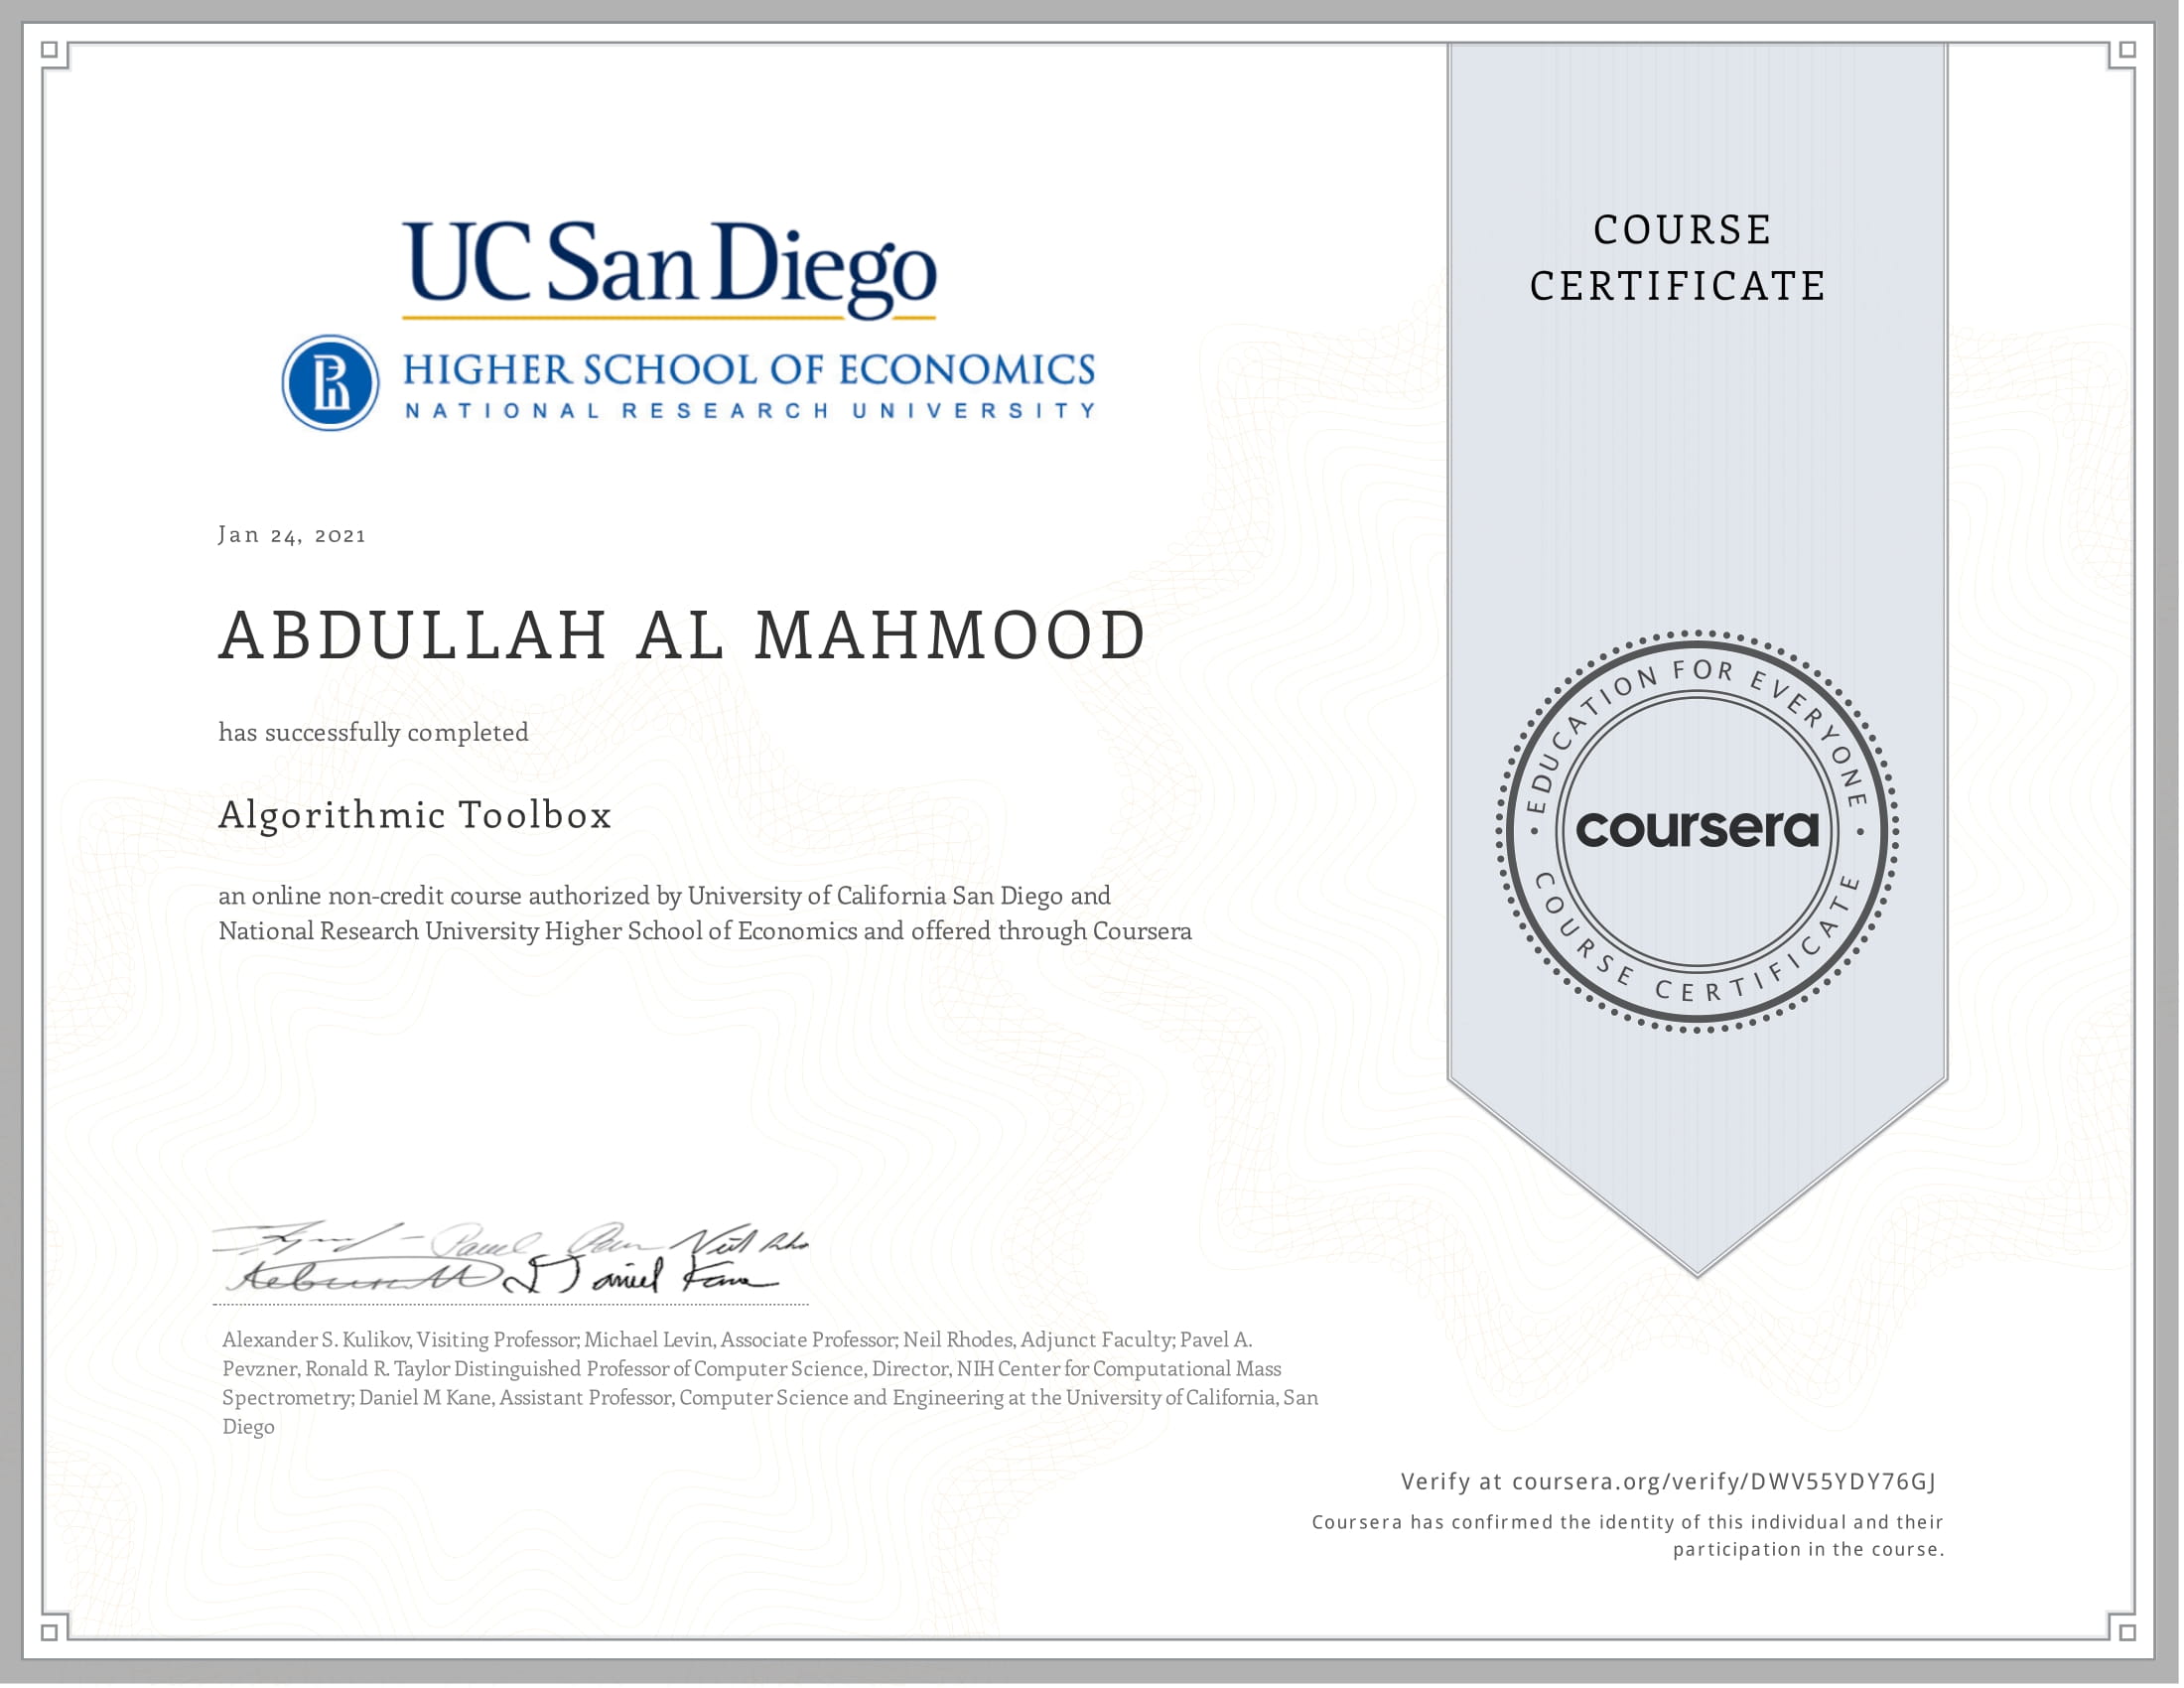 UC San Diego
HIGHER SCHOOL OF ECONOMICS
NATIONAL RESEARCH UNIVERSITY
COURSE
CERTIFICATE
Jan 24, 2021
ABDULLAH AL MAHMOOD
has successfully completed
Algorithmic Toolbox
an online non-credit course authorized by University of California San Diego and
National Research University Higher School of Economics and offered through Coursera
EDUCATION FOR EVERYONE
coursera
COURSE CERTIFICATE
Pavel
Neil
Daniel Kane
Alexander S. Kulikov, Visiting Professor; Michael Levin, Associate Professor; Neil Rhodes, Adjunct Faculty; Pavel A.
Pevzner, Ronald R. Taylor Distinguished Professor of Computer Science, Director, NIH Center for Computational Mass
Spectrometry; Daniel M Kane, Assistant Professor, Computer Science and Engineering at the University of California, San
Diego
Verify at coursera.org/verify/DWV55YDY76GJ
Coursera has confirmed the identity of this individual and their
participation in the course.